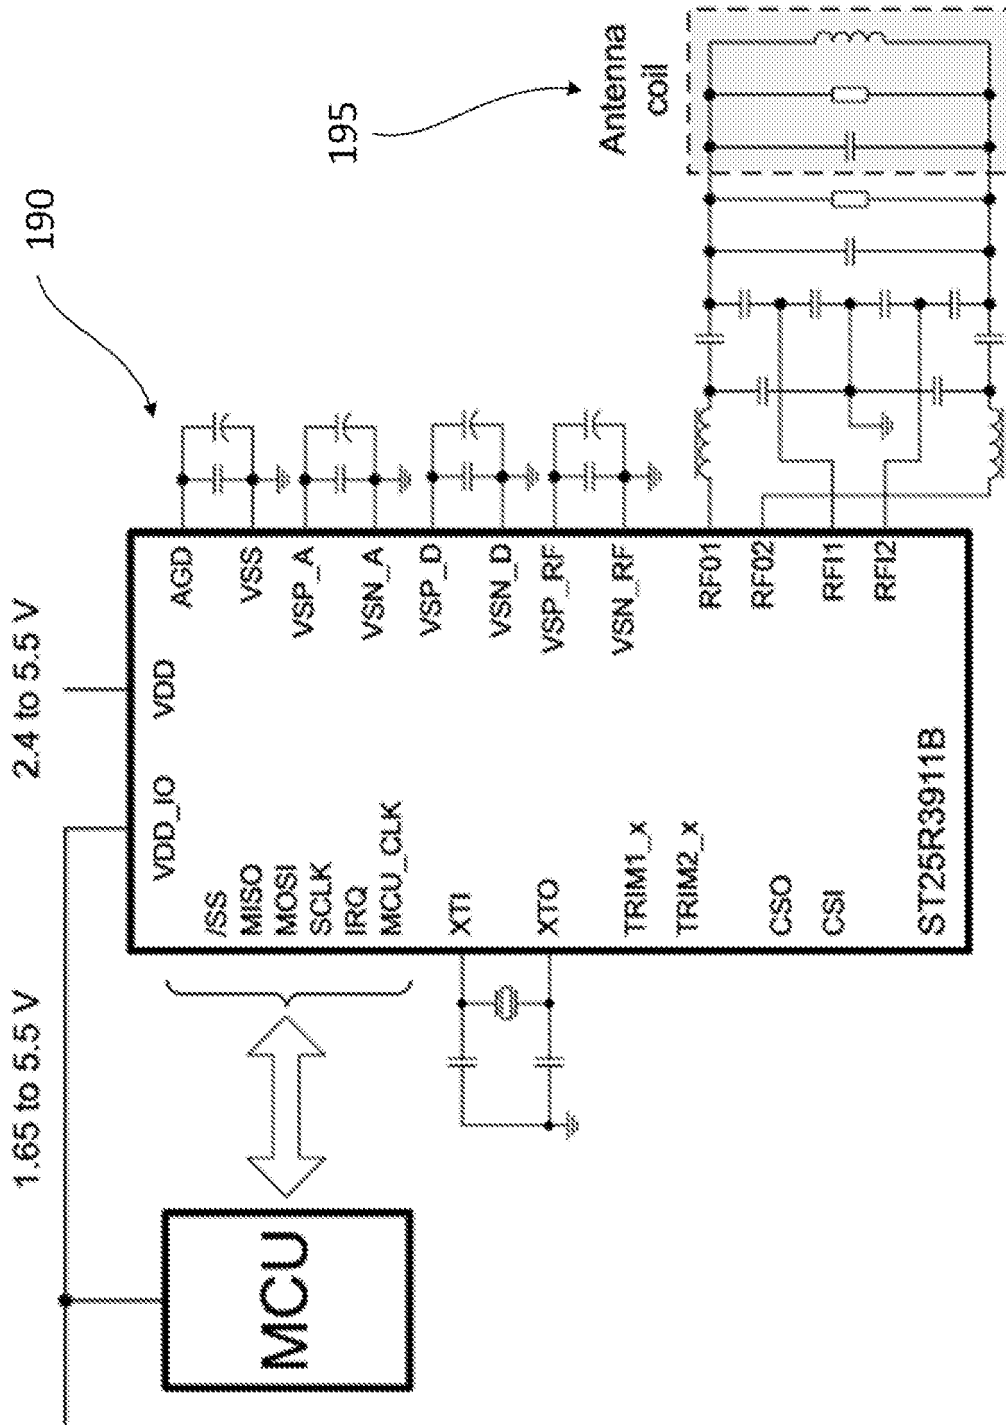 1.65 to 5.5 V
2.4 to 5.5 V
190
195
MCU
VDD_IO
VDD
/SS
MISO
MOSI
SCLK
IRQ
MCU_CLK
XTI
XTO
TRIM1_x
TRIM2_x
CSO
CSI
ST25R3911B
AGD
VSS
VSP_A
VSN_A
VSP_D
VSN_D
VSP_RF
VSN_RF
RF01
RF02
RFI1
RFI2
Antenna
coil